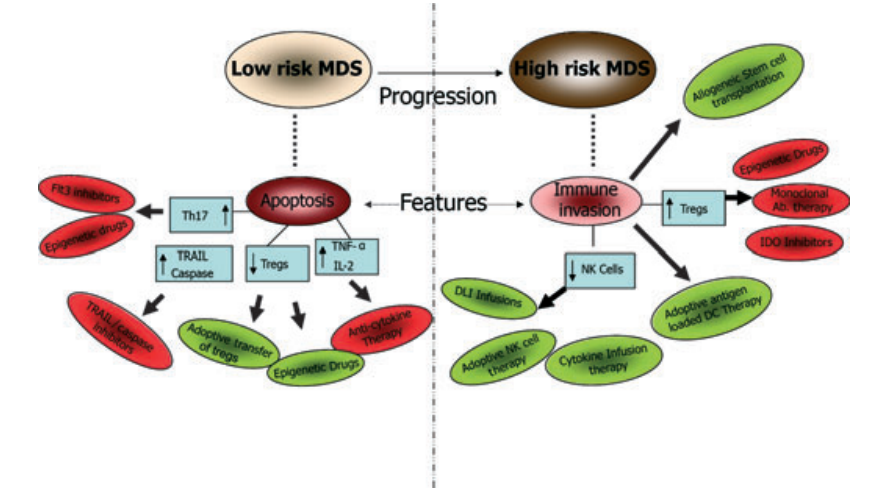 Low risk MDS
High risk MDS
Progression
Allogeneic Stem cell
transplantation
Features
Apoptosis
Immune
invasion
Flt3 inhibitors
Epigenetic drugs
Th17
TRAIL
Caspase
Tregs
TNF- α
IL-2
TRAIL /caspase
inhibitors
Adoptive transfer
of tregs
Epigenetic Drugs
Anti-cytokine
Therapy
Tregs
Epigenetic Drugs
Monoclonal
Ab. therapy
IDO Inhibitors
NK Cells
DLI Infusions
Adoptive NK cell
therapy
Cytokine Infusion
therapy
Adoptive antigen
loaded DC Therapy